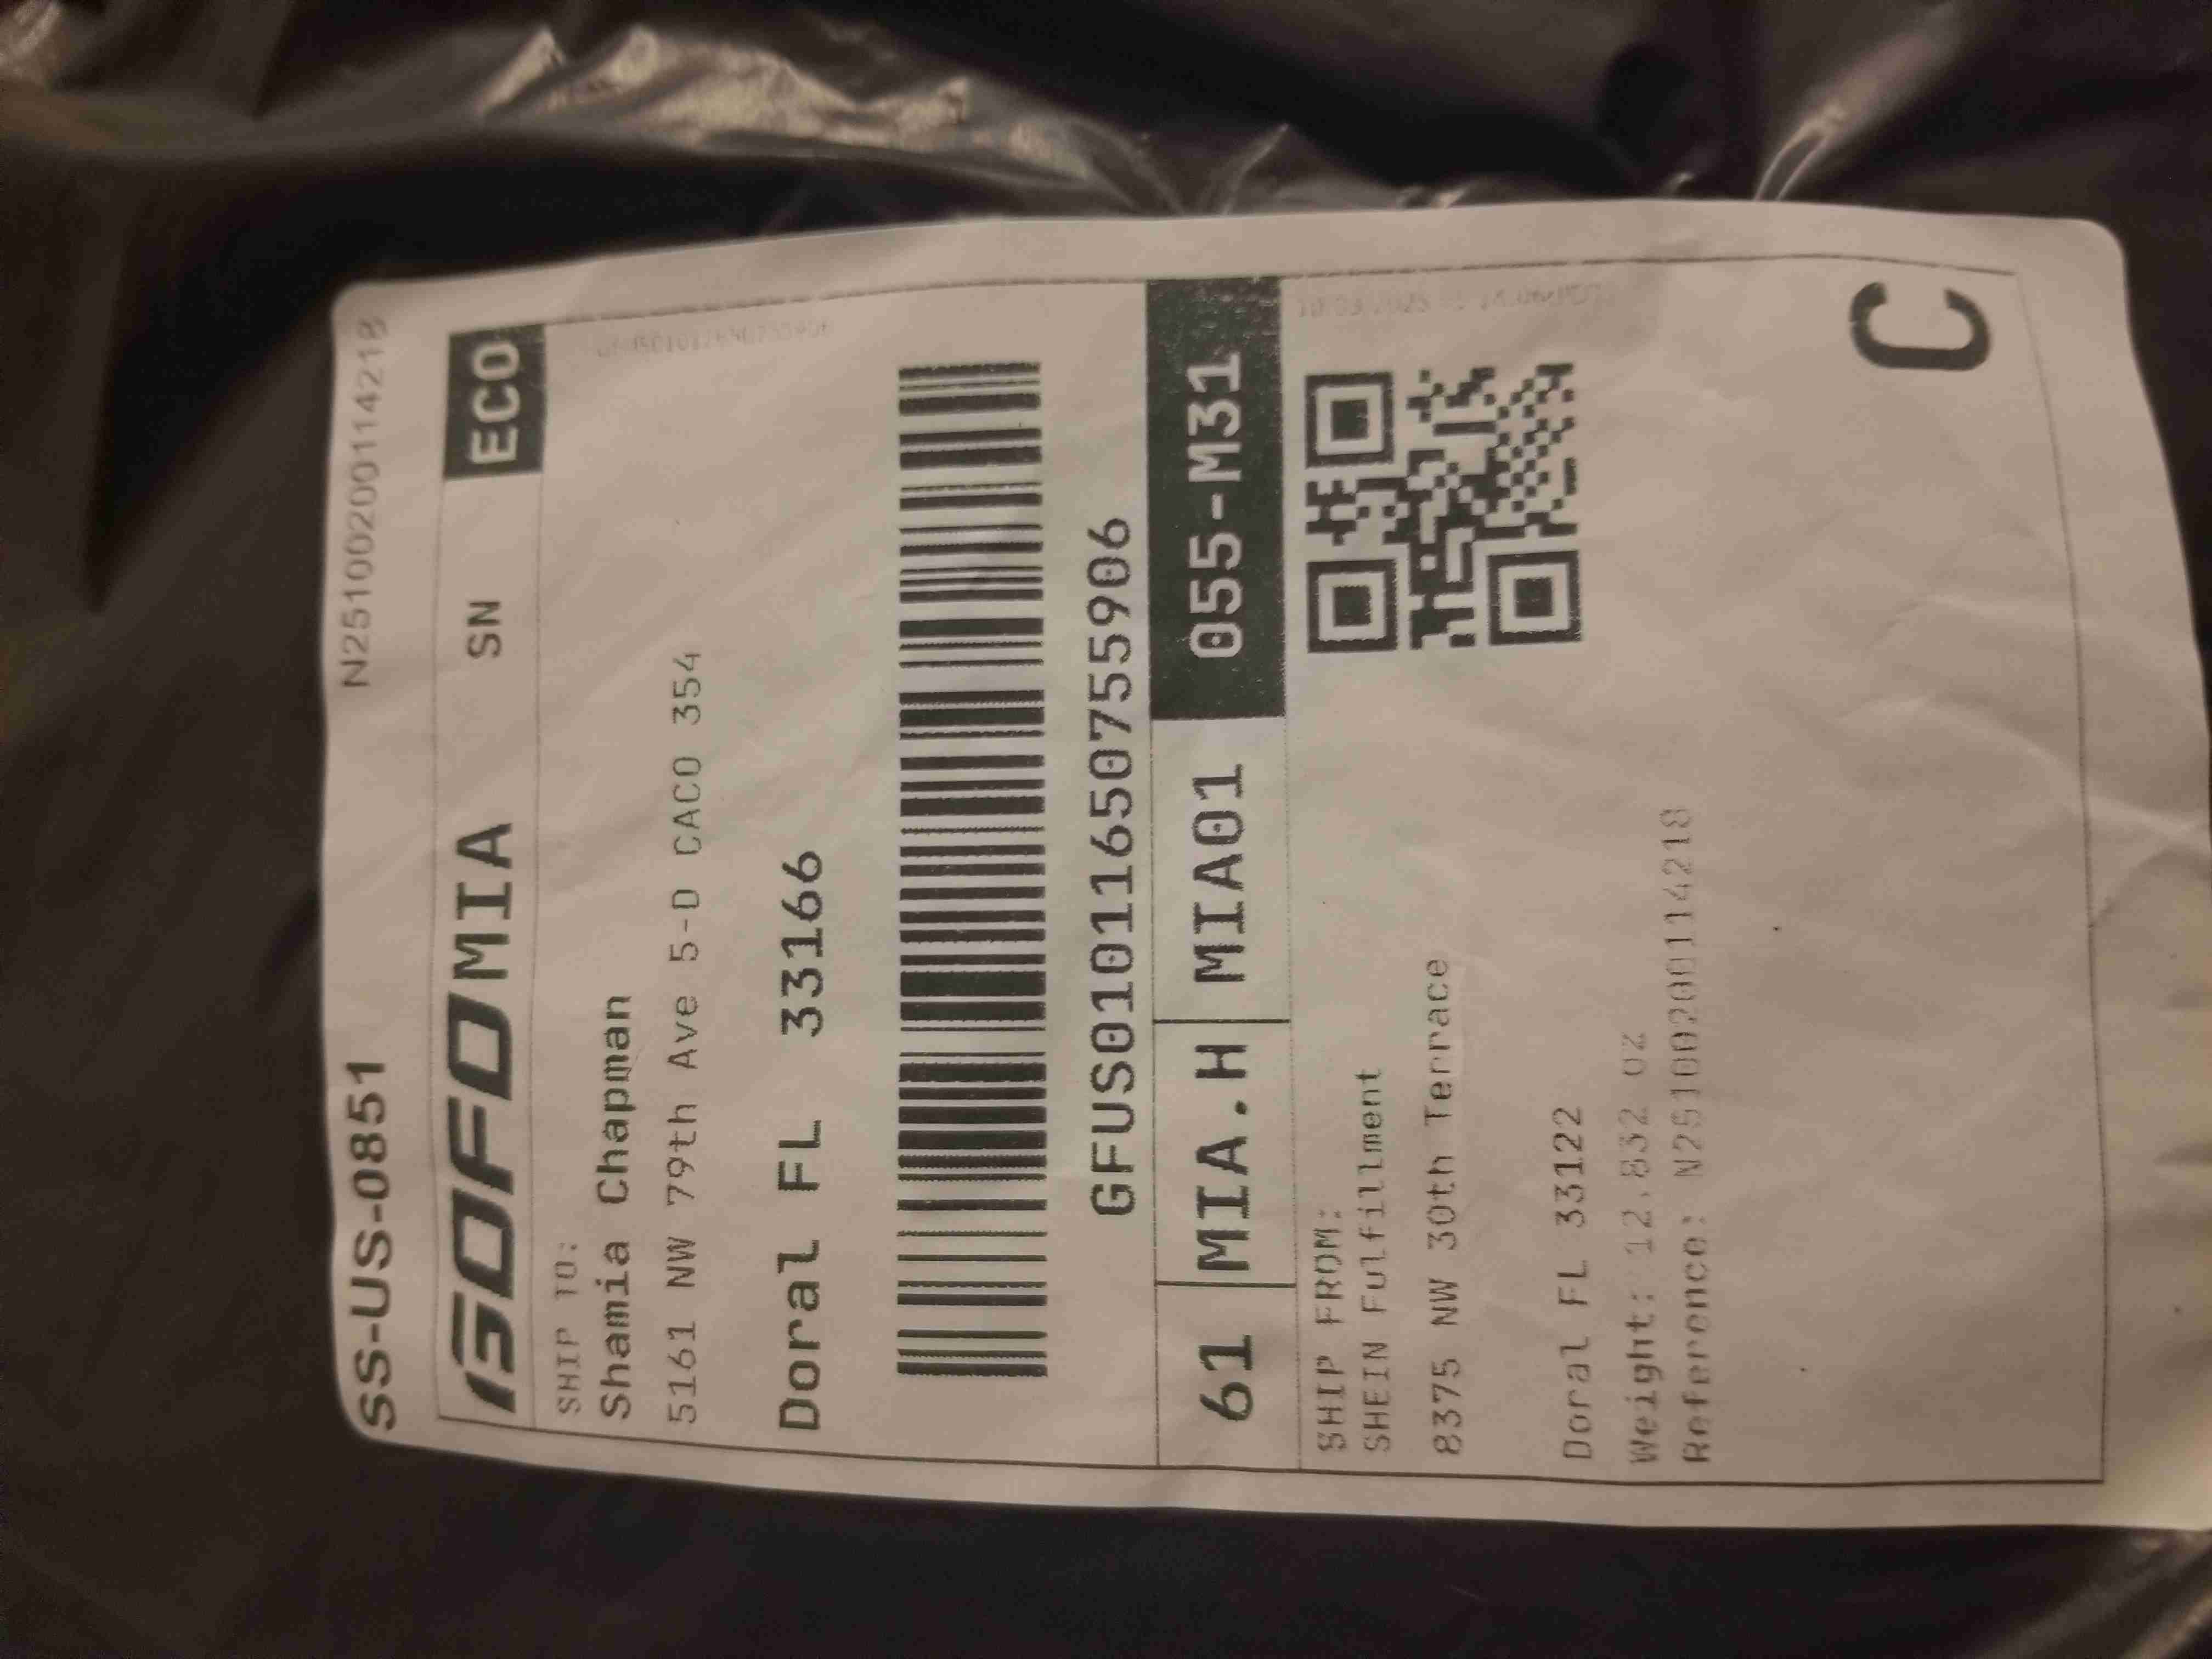 SS-US-0851 N25100200114218
GOFO MIA SN ECO
SHIP TO:
Shamia Chapman
5161 NW 79th Ave 5-D CACO 354
Doral FL 33166
GFUS01011650755906
61 MIA.H MIA01 055-M31
SHIP FROM:
SHEIN Fulfillment
8375 NW 30th Terrace
Doral FL 33122
Weight: 12.832 OZ
Reference: N25100200114218
C